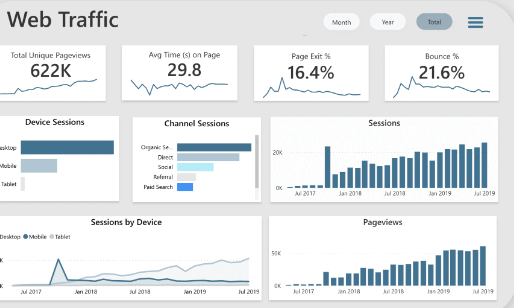 Web Traffic
Month Year Total
Total Unique Pageviews
622K
Avg Time (s) on Page
29.8
Page Exit %
16.4%
Bounce %
21.6%
Device Sessions
esktop
Mobile
Tablet
Channel Sessions
Organic Se...
Direct
Social
Referral
Paid Search
Sessions
20K
0K
Jul 2017 Jan 2018 Jul 2018 Jan 2019 Jul 2019
Sessions by Device
Desktop Mobile Tablet
K
K
Jul 2017 Jan 2018 Jul 2018 Jan 2019 Jul 2019
Pageviews
50K
0K
Jul 2017 Jan 2018 Jul 2018 Jan 2019 Jul 2019